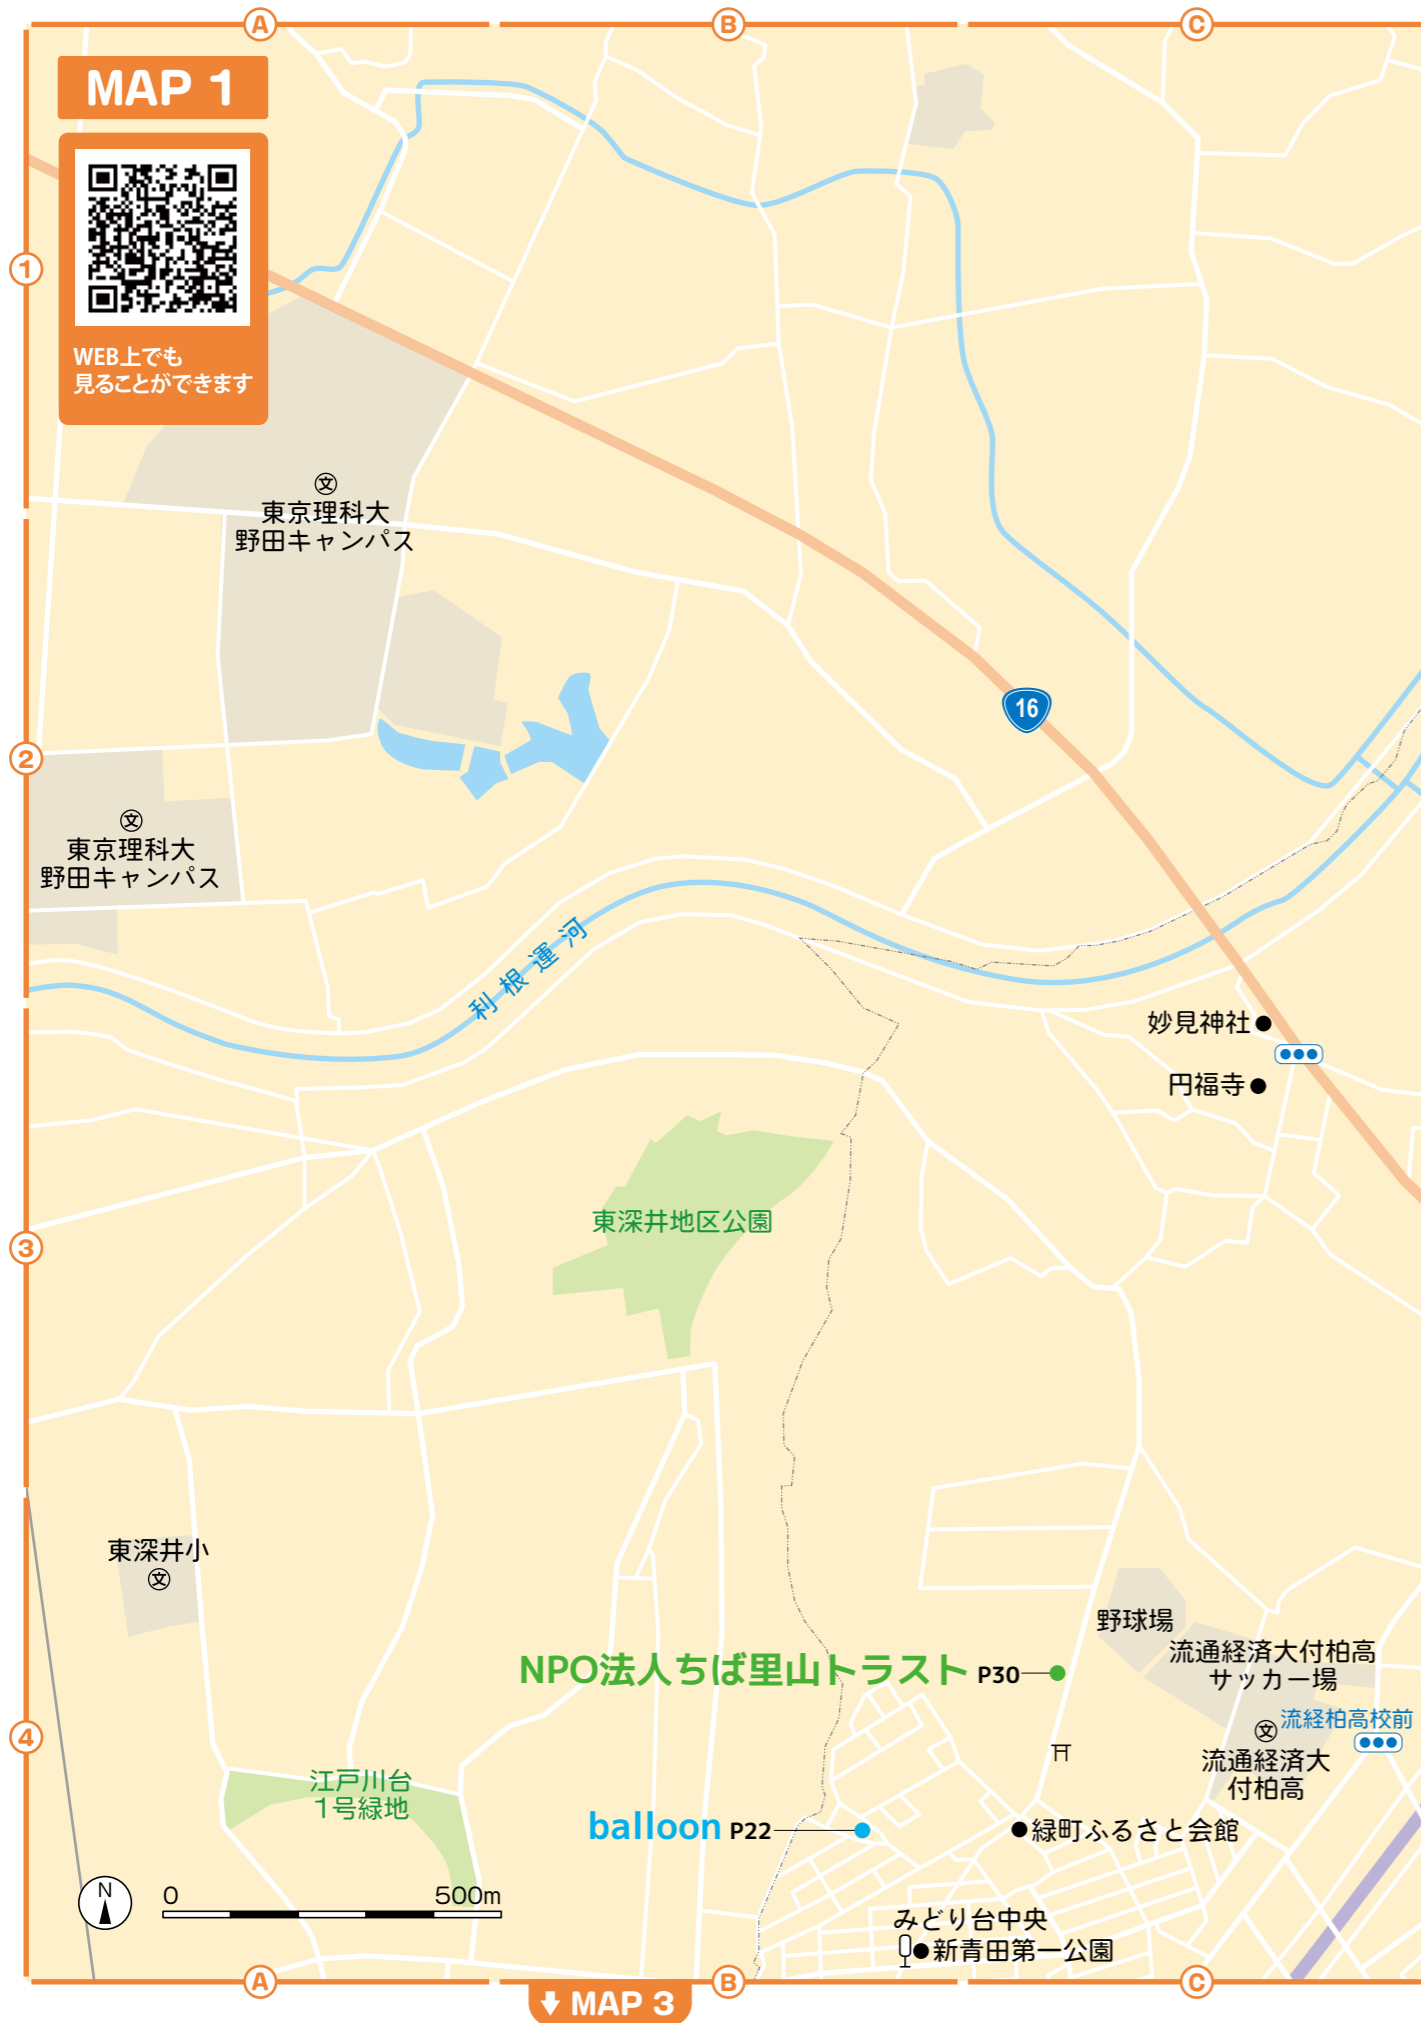 A
B
C
MAP 1
WEB上でも
見ることができます
1
文
東京理科大
野田キャンパス
16
2
文
東京理科大
野田キャンパス
利根運河
妙見神社
円福寺
東深井地区公園
3
東深井小
文
野球場
流通経済大付柏高
サッカー場
NPO法人ちば里山トラスト P30
流経柏高校前
文
流通経済大
付柏高
4
江戸川台
1号緑地
balloon P22
緑町ふるさと会館
N
0 500m
みどり台中央
新青田第一公園
A
B
C
MAP 3